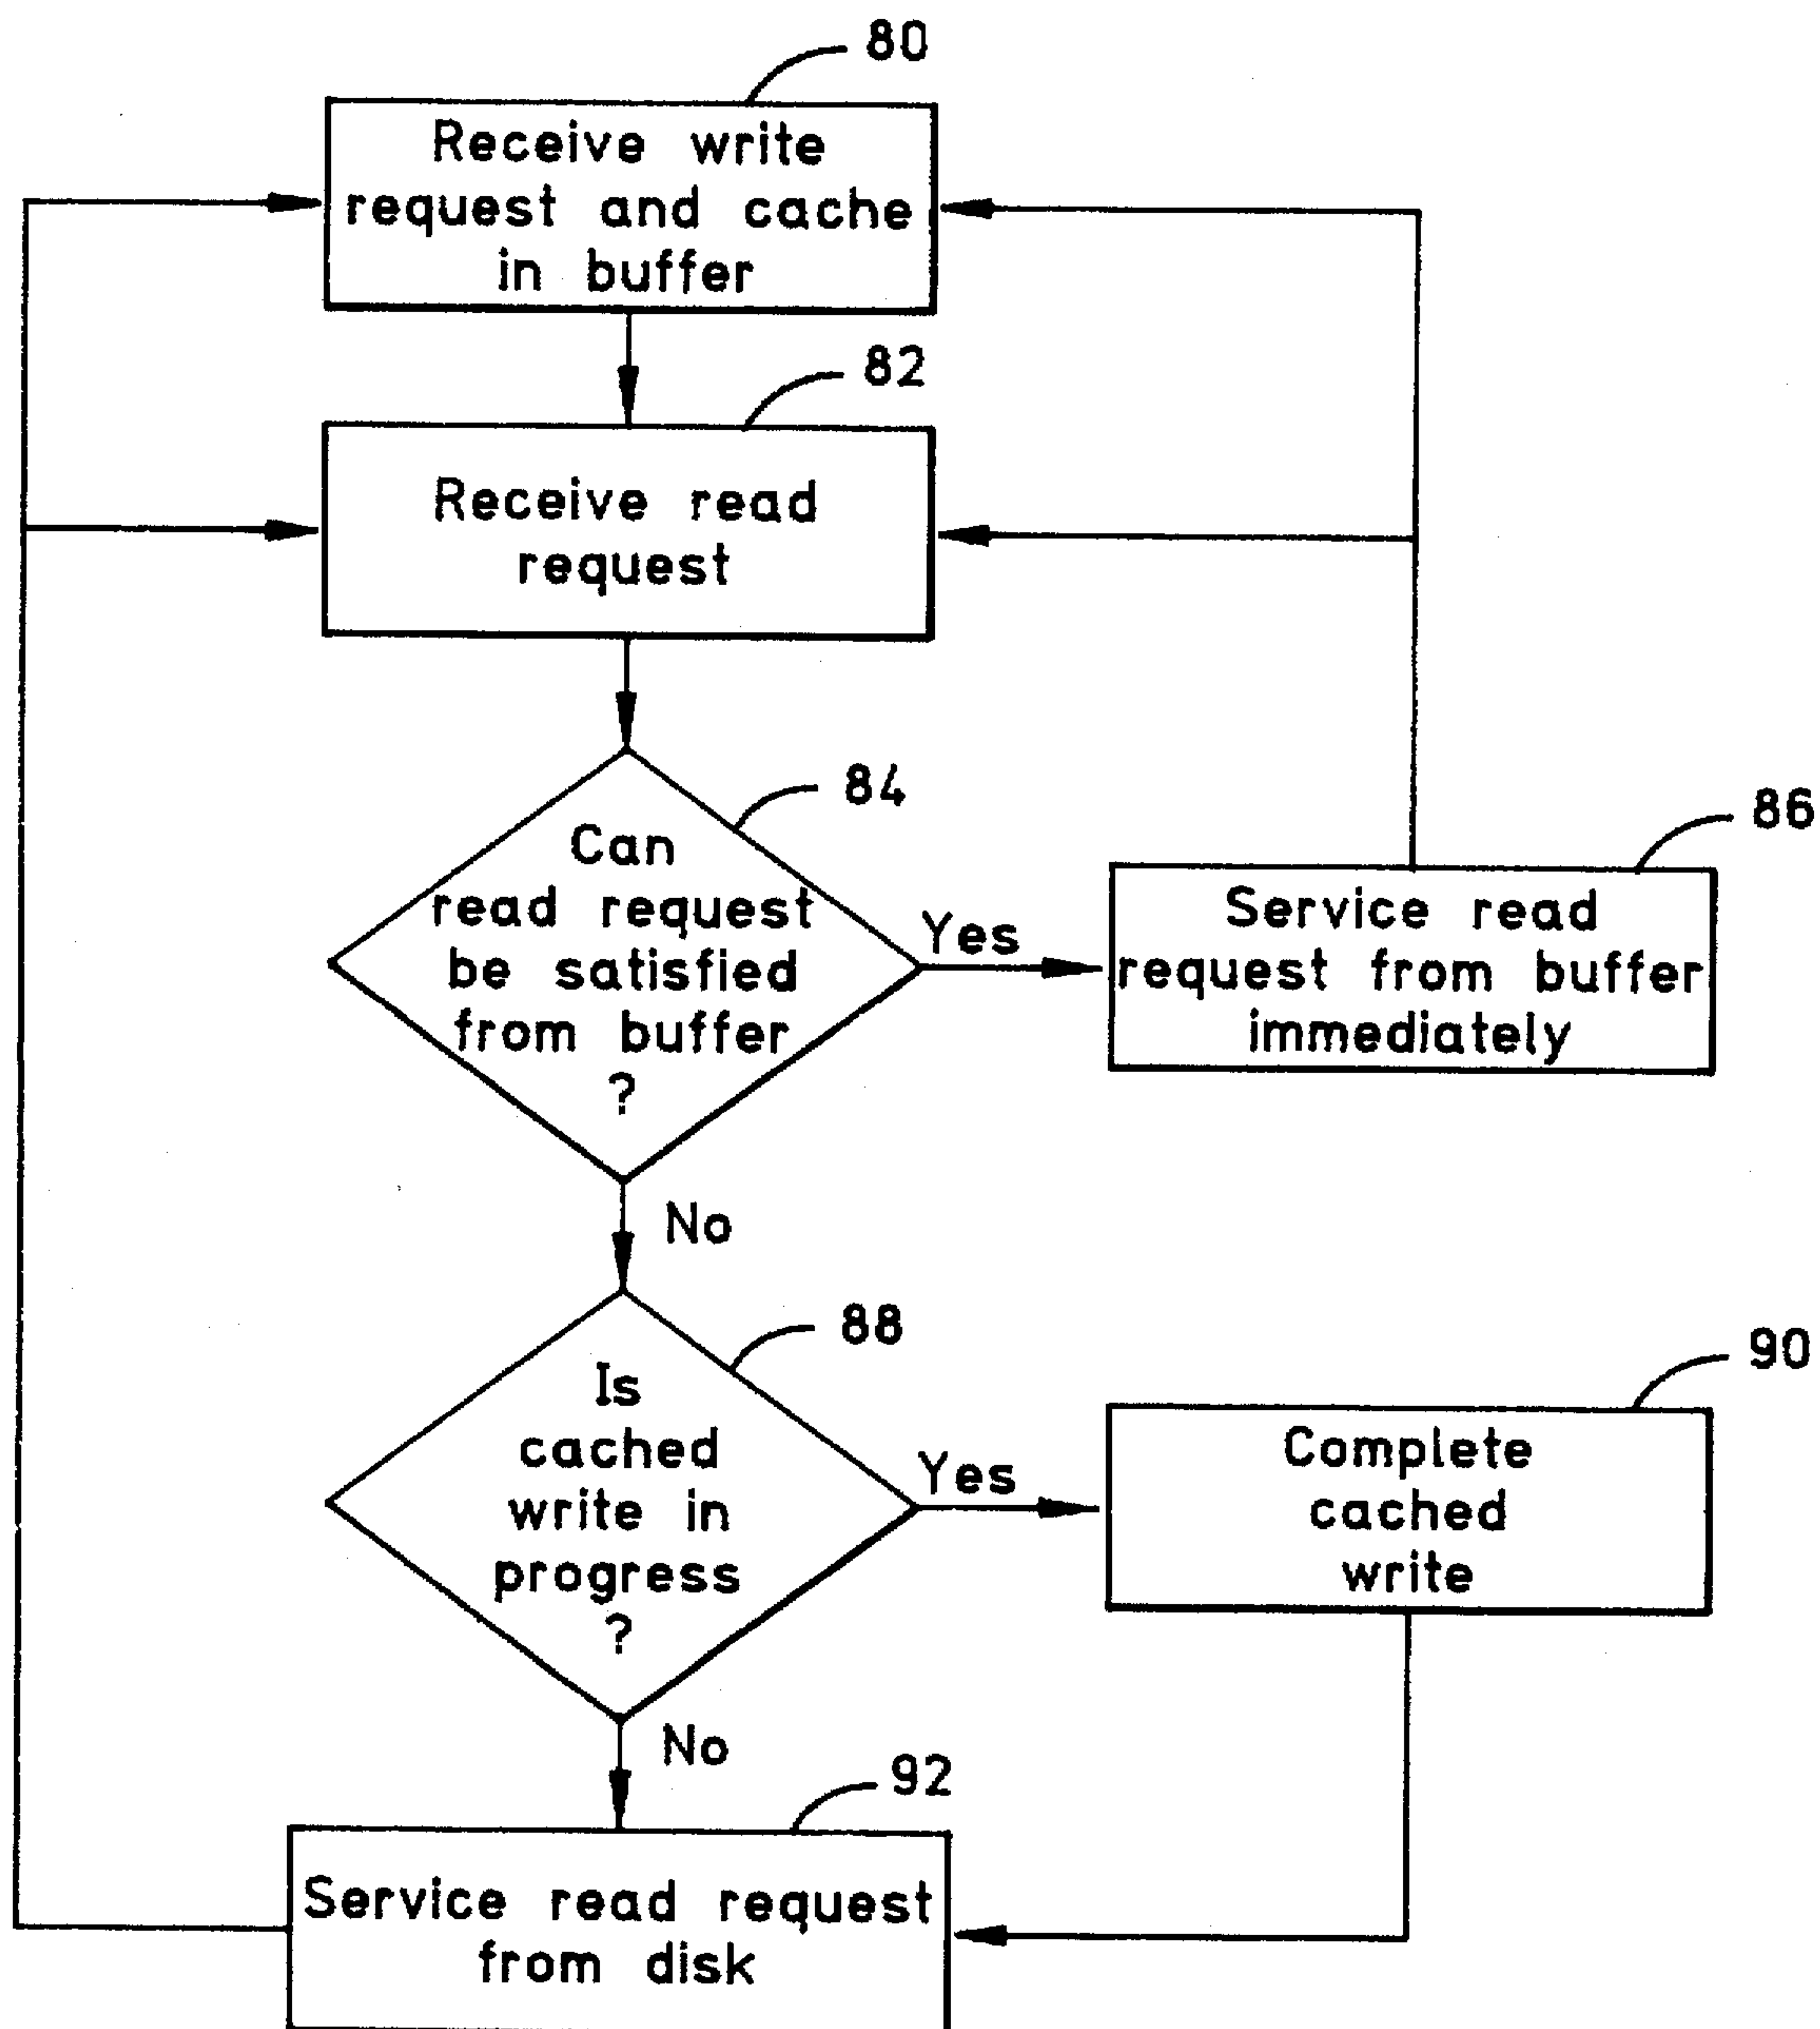 80
Receive write
request and cache
in buffer
82
Receive read
request
84
Can
read request
be satisfied
from buffer
?
Yes
86
Service read
request from buffer
immediately
No
88
Is
cached
write in
progress
?
Yes
90
Complete
cached
write
No
92
Service read request
from disk